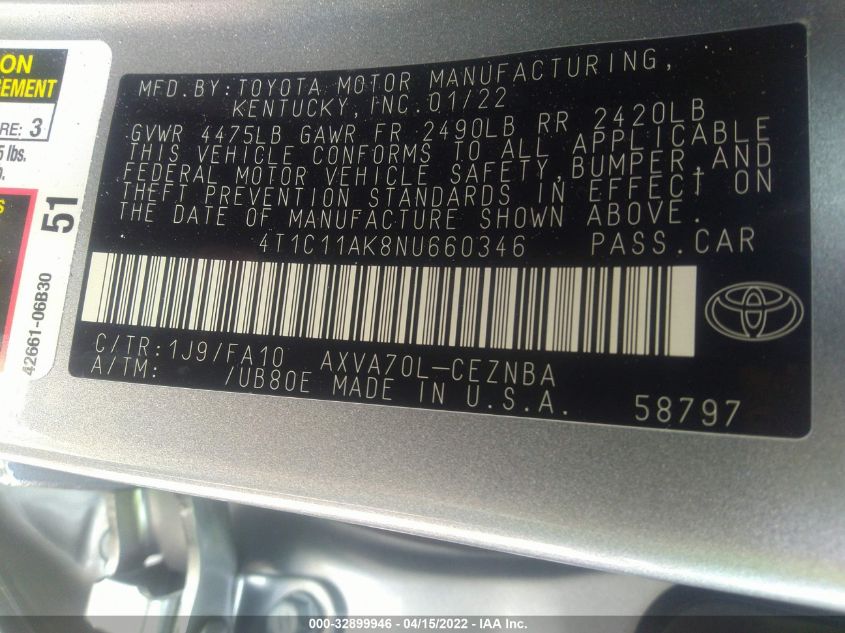 MFD. BY: TOYOTA MOTOR MANUFACTURING,
KENTUCKY, INC. 01/22
GVWR 4475LB GAWR FR 2490LB RR 2420LB
THIS VEHICLE CONFORMS TO ALL APPLICABLE
FEDERAL MOTOR VEHICLE SAFETY, BUMPER, AND
THEFT PREVENTION STANDARDS IN EFFECT ON
THE DATE OF MANUFACTURE SHOWN ABOVE.
4T1C11AK8NU660346 PASS. CAR
C/TR: 1J9/FA10 AXVA70L-CEZNBA
A/TM: /UB80E MADE IN U.S.A. 58797
ON
GEMENT
RE: 3
5 lbs.
S
51
42661-06B30
000-32899946 - 04/15/2022 - IAA Inc.